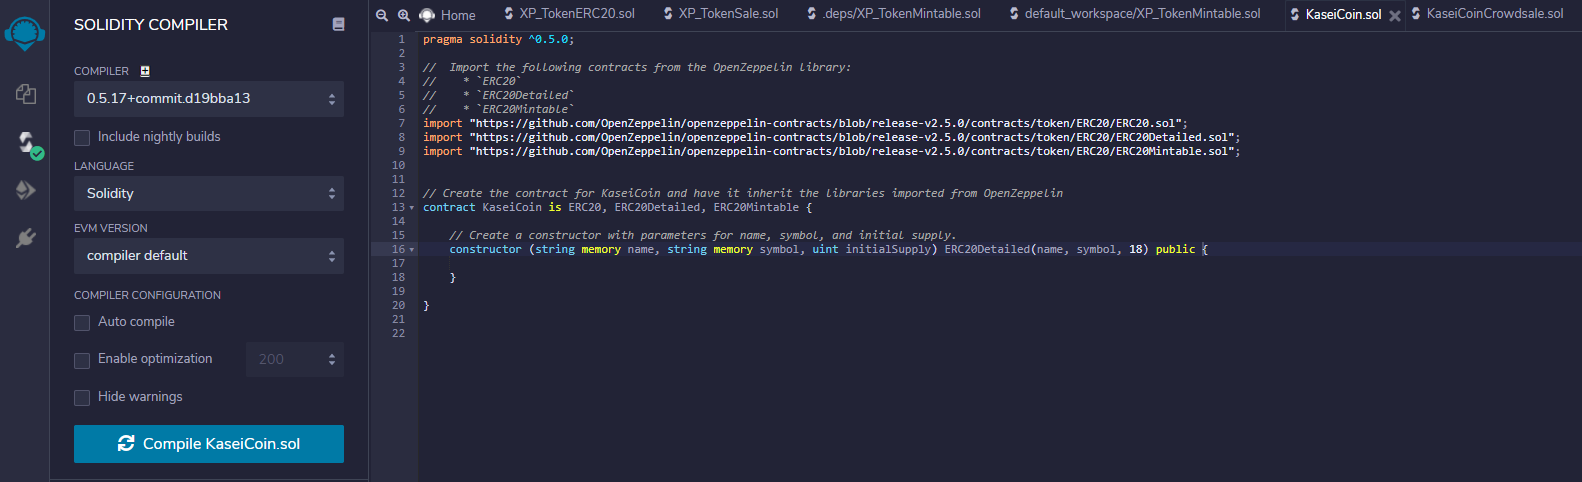 SOLIDITY COMPILER
COMPILER
0.5.17+commit.d19bba13
Include nightly builds
LANGUAGE
Solidity
EVM VERSION
compiler default
COMPILER CONFIGURATION
Auto compile
Enable optimization 200
Hide warnings
Compile KaseiCoin.sol
Home XP_TokenERC20.sol XP_TokenSale.sol .deps/XP_TokenMintable.sol default_workspace/XP_TokenMintable.sol KaseiCoin.sol KaseiCoinCrowdsale.sol
1 pragma solidity ^0.5.0;
2
3 //  Import the following contracts from the OpenZeppelin library:
4 //    * `ERC20`
5 //    * `ERC20Detailed`
6 //    * `ERC20Mintable`
7 import "https://github.com/OpenZeppelin/openzeppelin-contracts/blob/release-v2.5.0/contracts/token/ERC20/ERC20.sol";
8 import "https://github.com/OpenZeppelin/openzeppelin-contracts/blob/release-v2.5.0/contracts/token/ERC20/ERC20Detailed.sol";
9 import "https://github.com/OpenZeppelin/openzeppelin-contracts/blob/release-v2.5.0/contracts/token/ERC20/ERC20Mintable.sol";
10
11
12 // Create the contract for KaseiCoin and have it inherit the libraries imported from OpenZeppelin
13 contract KaseiCoin is ERC20, ERC20Detailed, ERC20Mintable {
14
15     // Create a constructor with parameters for name, symbol, and initial supply.
16     constructor (string memory name, string memory symbol, uint initialSupply) ERC20Detailed(name, symbol, 18) public {
17
18     }
19
20 }
21
22